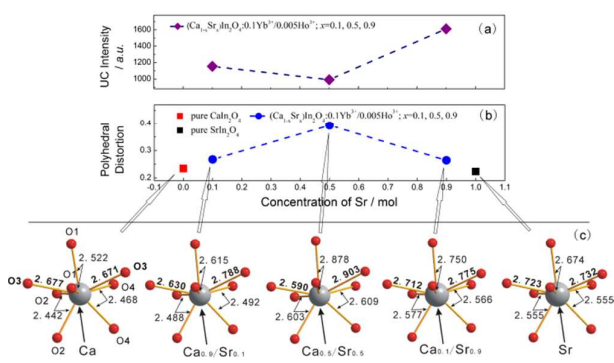 (Ca1-xSrx)In2O4:0.1Yb3+/0.005Ho3+; x=0.1, 0.5, 0.9
(a)
UC Intensity
/ a.u.
1600
1400
1200
1000
pure CaIn2O4
(Ca1-xSrx)In2O4:0.1Yb3+/0.005Ho3+; x=0.1, 0.5, 0.9
(b)
pure SrIn2O4
Polyhedral
Distortion
0.4
0.3
0.2
-0.1 0.0 0.1 0.2 0.3 0.4 0.5 0.6 0.7 0.8 0.9 1.0 1.1
Concentration of Sr / mol
(c)
O1
2.522
O1
O3
2.677
2.671
O3
O2
O4
2.468
2.442
O2
O4
Ca
2.615
2.630
2.788
2.492
2.488
Ca0.9/Sr0.1
2.878
2.590
2.903
2.609
2.603
Ca0.5/Sr0.5
2.750
2.712
2.775
2.566
2.577
Ca0.1/Sr0.9
2.674
2.723
2.732
2.555
2.555
Sr